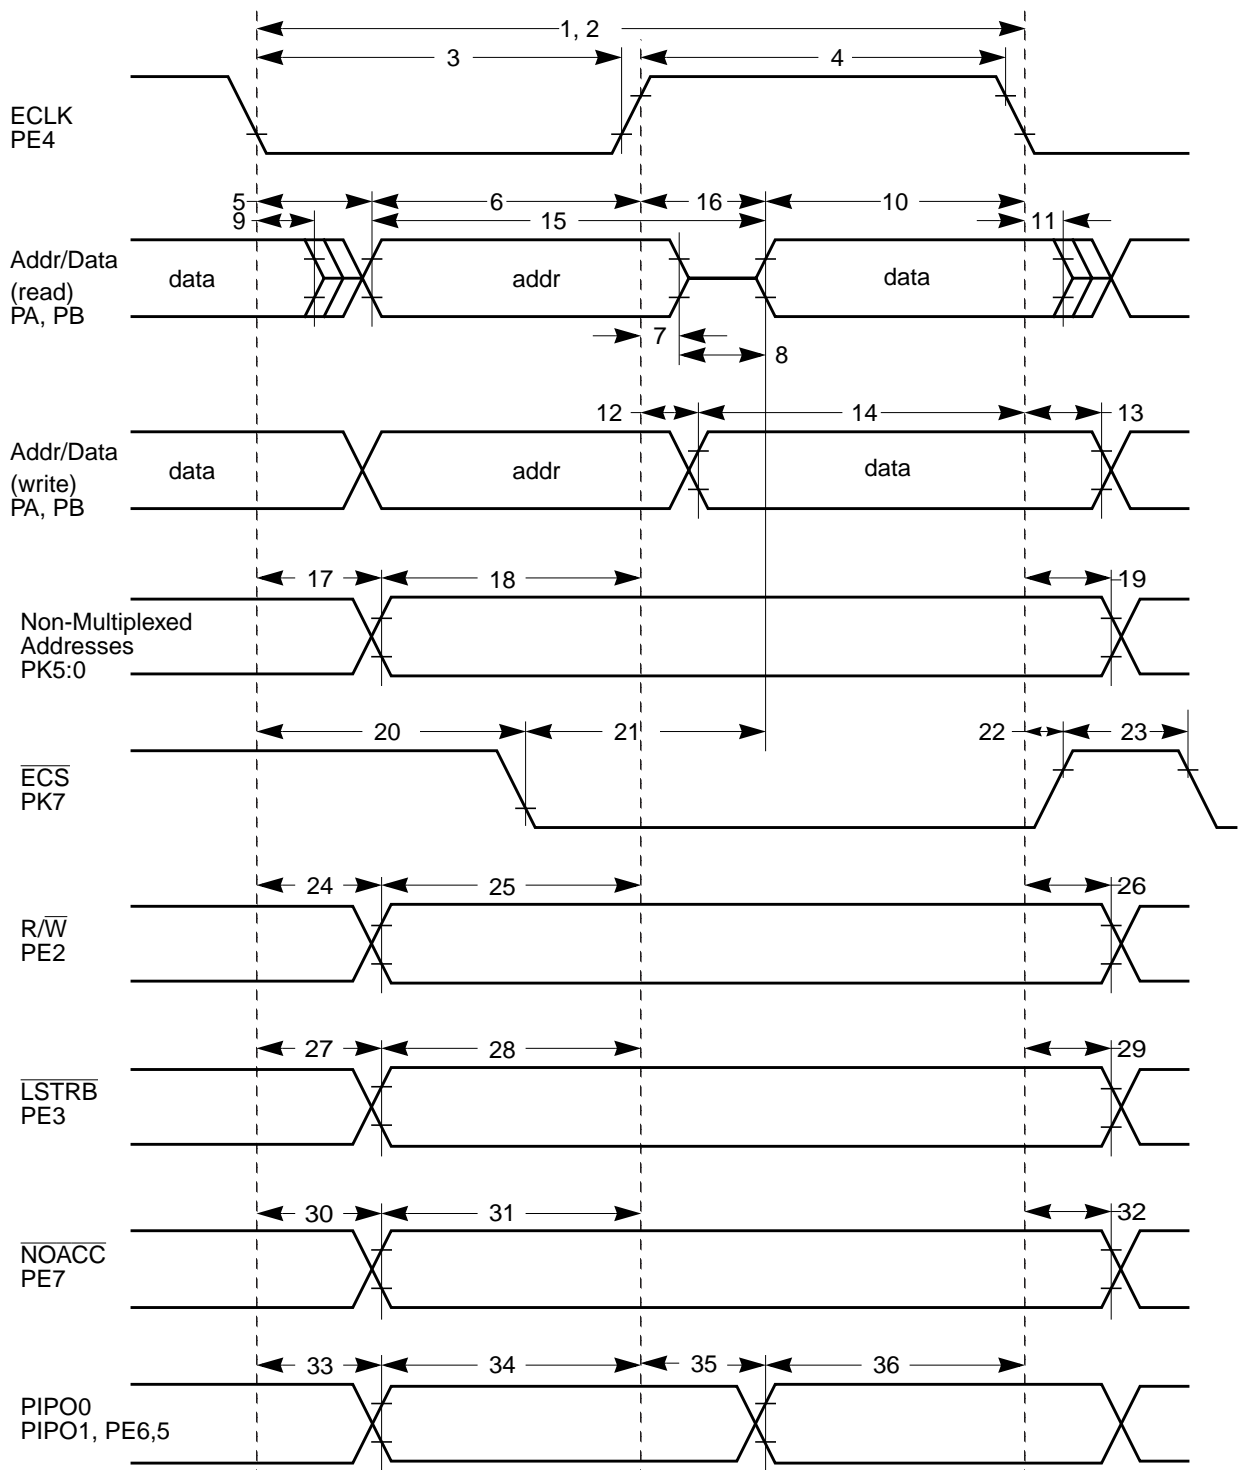 1, 2
3
4
ECLK
PE4
5
6
16
10
9
15
11
Addr/Data
(read)
PA, PB
data
addr
data
7
8
12
14
13
Addr/Data
(write)
PA, PB
data
addr
data
17
18
19
Non-Multiplexed
Addresses
PK5:0
20
21
22
23
ECS
PK7
24
25
26
R/W
PE2
27
28
29
LSTRB
PE3
30
31
32
NOACC
PE7
33
34
35
36
PIPO0
PIPO1, PE6,5